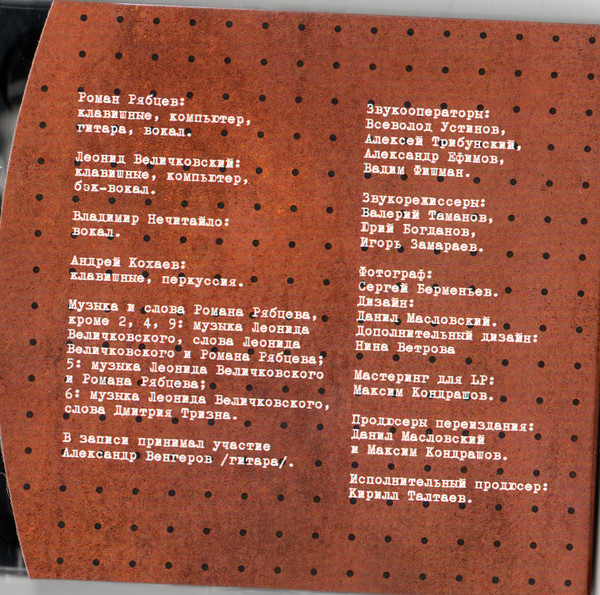 Роман Рябцев:
клавишные, компьютер,
гитара, вокал.
Леонид Величковский:
клавишные, компьютер,
бэк-вокал.
Владимир Нечитайло:
вокал.
Андрей Кохаев:
клавишные, перкуссия.
Музыка и слова Романа Рябцева,
кроме 2, 4, 9: музыка Леонида
Величковского, слова Леонида
Величковского и Романа Рябцева;
5: музыка Леонида Величковского
и Романа Рябцева;
6: музыка Леонида Величковского,
слова Дмитрия Тризна.
В записи принимал участие
Александр Венгеров /гитара/.
Звукооператоры:
Всеволод Устинов,
Алексей Трибунский,
Александр Ефимов,
Вадим Фишман.
Звукорежиссеры:
Валерий Таманов,
Юрий Богданов,
Игорь Замараев.
Фотограф:
Сергей Берменьев.
Дизайн:
Данил Масловский.
Дополнительный дизайн:
Нина Ветрова
Мастеринг для LP:
Максим Кондрашов.
Продюсеры переиздания:
Данил Масловский
и Максим Кондрашов.
Исполнительный продюсер:
Кирилл Талтаев.